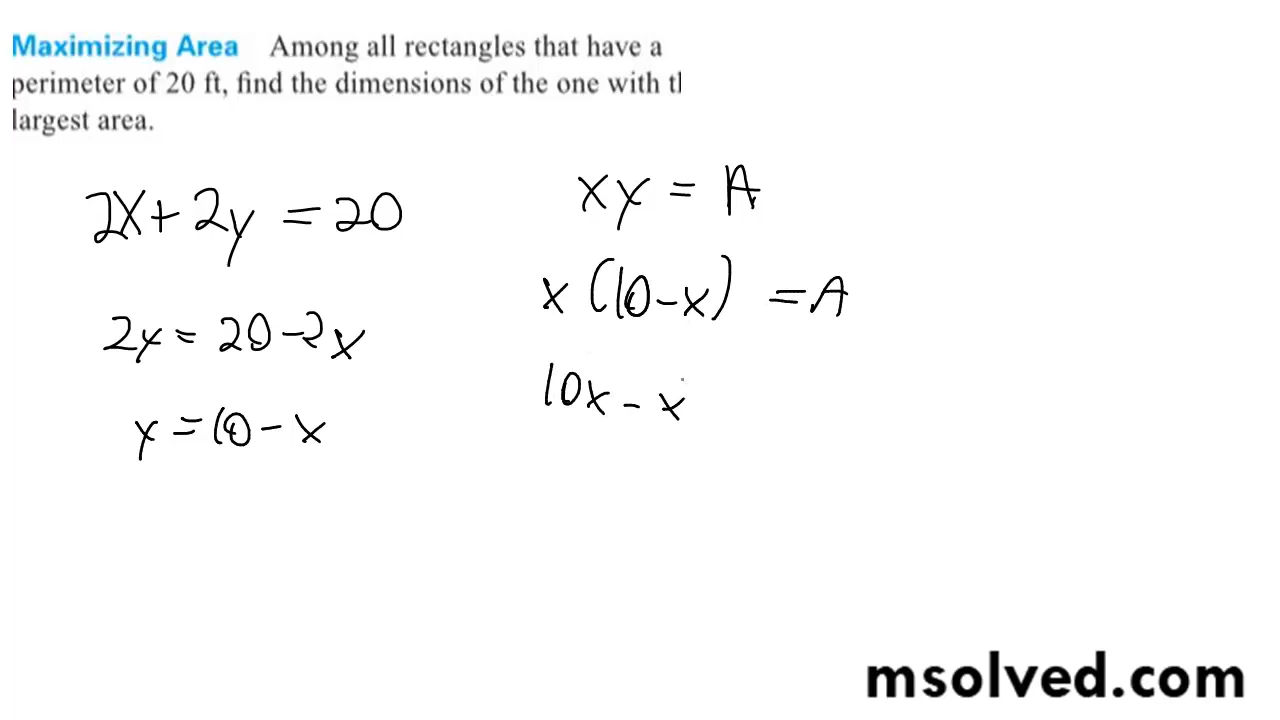 Maximizing Area Among all rectangles that have a
perimeter of 20 ft, find the dimensions of the one with
largest area.
2x + 2y = 20
2y = 20 - 2x
y = 10 - x
xy = A
x (10 - x) = A
10x - x
msolved.com